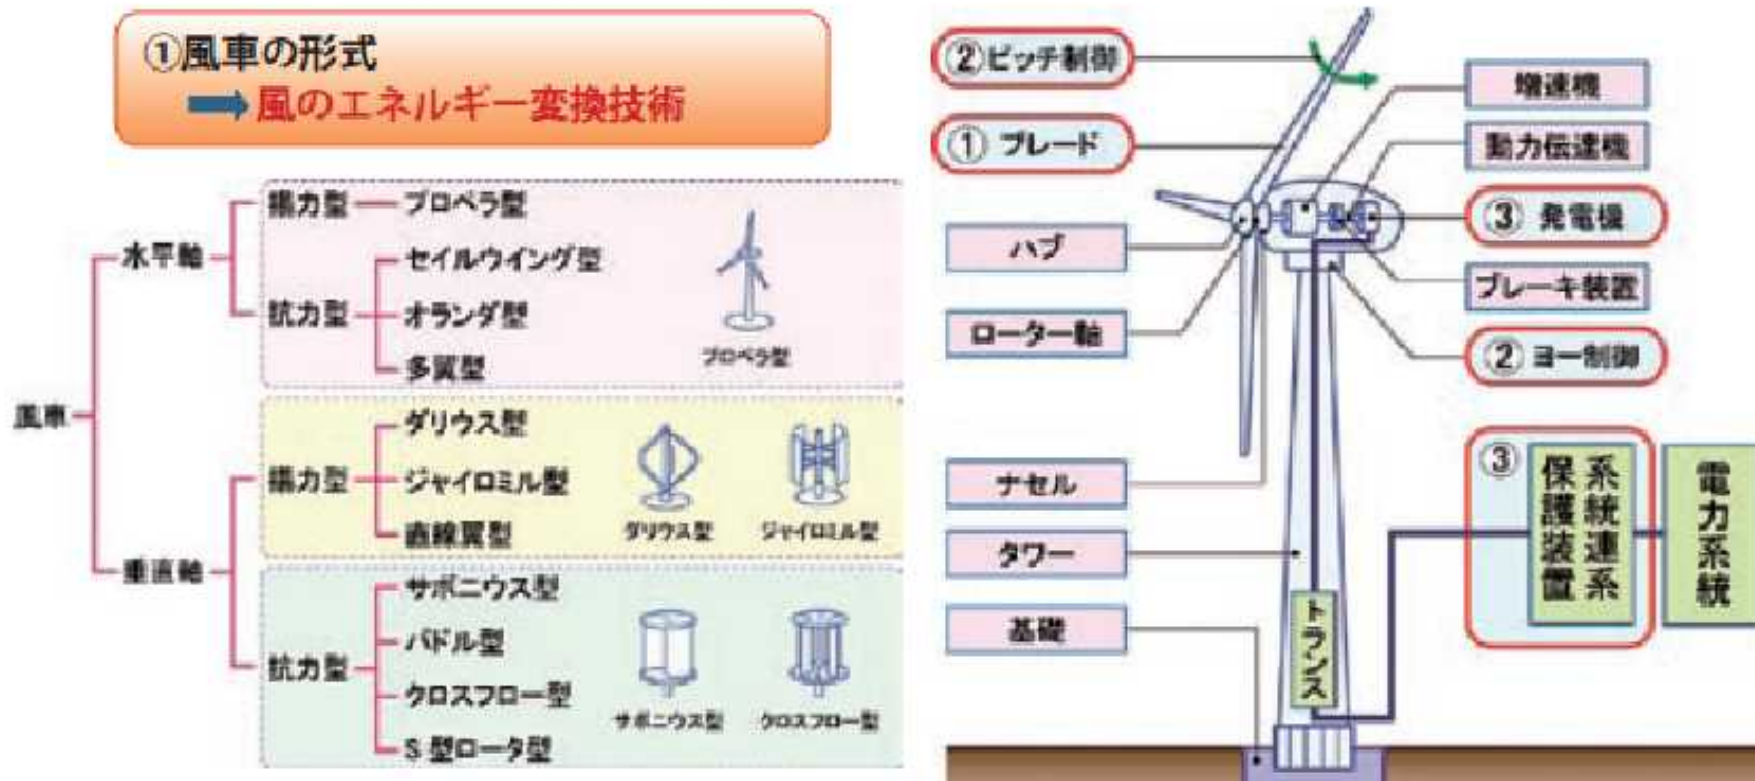 ①風車の形式
風のエネルギー変換技術
風車
水平軸
揚力型
プロペラ型
抗力型
セイルウイング型
オランダ型
多翼型
プロペラ型
垂直軸
揚力型
ダリウス型
ジャイロミル型
直線翼型
ダリウス型
ジャイロミル型
抗力型
サボニウス型
パドル型
クロスフロー型
S型ロータ型
サボニウス型
クロスフロー型
②ピッチ制御
①ブレード
ハブ
ローター軸
ナセル
タワー
基礎
増速機
動力伝達機
③発電機
ブレーキ装置
②ヨー制御
③
系統連系
保護装置
電力系統
トランス